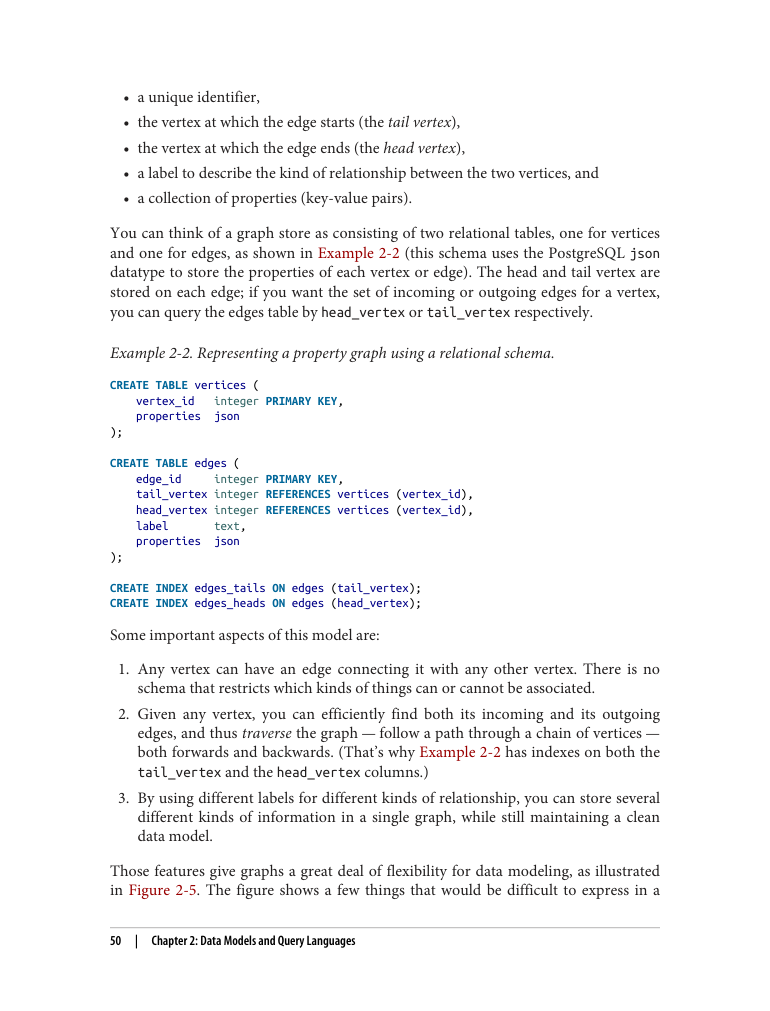 • a unique identifier,
• the vertex at which the edge starts (the tail vertex),
• the vertex at which the edge ends (the head vertex),
• a label to describe the kind of relationship between the two vertices, and
• a collection of properties (key-value pairs).
You can think of a graph store as consisting of two relational tables, one for vertices
and one for edges, as shown in Example 2-2 (this schema uses the PostgreSQL json
datatype to store the properties of each vertex or edge). The head and tail vertex are
stored on each edge; if you want the set of incoming or outgoing edges for a vertex,
you can query the edges table by head_vertex or tail_vertex respectively.
Example 2-2. Representing a property graph using a relational schema.
CREATE TABLE vertices (
    vertex_id   integer PRIMARY KEY,
    properties  json
);
CREATE TABLE edges (
    edge_id     integer PRIMARY KEY,
    tail_vertex integer REFERENCES vertices (vertex_id),
    head_vertex integer REFERENCES vertices (vertex_id),
    label       text,
    properties  json
);
CREATE INDEX edges_tails ON edges (tail_vertex);
CREATE INDEX edges_heads ON edges (head_vertex);
Some important aspects of this model are:
1. Any vertex can have an edge connecting it with any other vertex. There is no
schema that restricts which kinds of things can or cannot be associated.
2. Given any vertex, you can efficiently find both its incoming and its outgoing
edges, and thus traverse the graph — follow a path through a chain of vertices —
both forwards and backwards. (That's why Example 2-2 has indexes on both the
tail_vertex and the head_vertex columns.)
3. By using different labels for different kinds of relationship, you can store several
different kinds of information in a single graph, while still maintaining a clean
data model.
Those features give graphs a great deal of flexibility for data modeling, as illustrated
in Figure 2-5. The figure shows a few things that would be difficult to express in a
50 | Chapter 2: Data Models and Query Languages